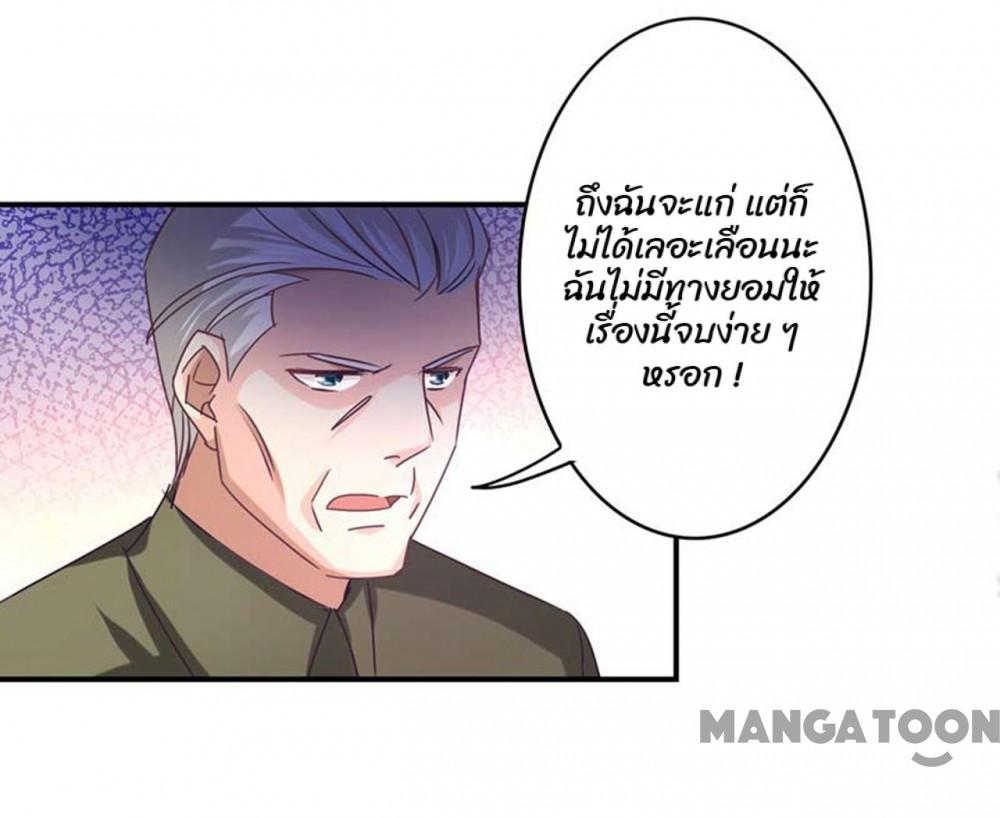 ถึงฉันจะแก่ แต่ก็
ไม่ได้เลอะเลือนนะ
ฉันไม่มีทางยอมให้
เรื่องนี้จบง่าย ๆ
หรอก !
MANGATOON